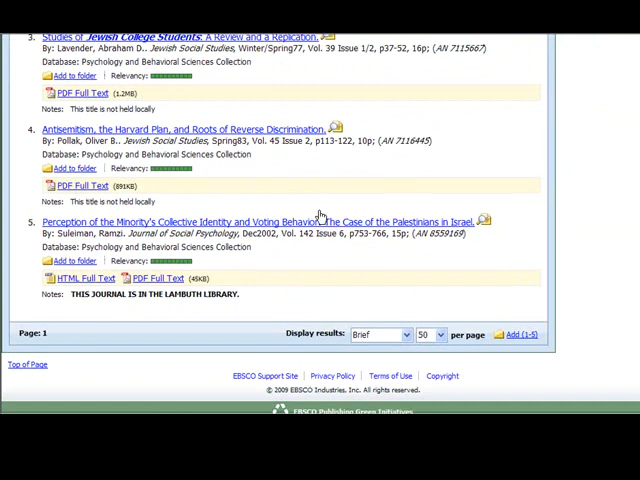 3. Studies of Jewish College Students: A Review and a Replication.
By: Lavender, Abraham D.. Jewish Social Studies, Winter/Spring77, Vol. 39 Issue 1/2, p37-52, 16p; (AN 7115667)
Database: Psychology and Behavioral Sciences Collection
Add to folder | Relevancy:
PDF Full Text (1.2MB)
Notes: This title is not held locally
4. Antisemitism, the Harvard Plan, and Roots of Reverse Discrimination.
By: Pollak, Oliver B.. Jewish Social Studies, Spring83, Vol. 45 Issue 2, p113-122, 10p; (AN 7116445)
Database: Psychology and Behavioral Sciences Collection
Add to folder | Relevancy:
PDF Full Text (891KB)
Notes: This title is not held locally
5. Perception of the Minority's Collective Identity and Voting Behavior: The Case of the Palestinians in Israel.
By: Suleiman, Ramzi. Journal of Social Psychology, Dec2002, Vol. 142 Issue 6, p753-766, 15p; (AN 8559169)
Database: Psychology and Behavioral Sciences Collection
Add to folder | Relevancy:
HTML Full Text PDF Full Text (45KB)
Notes: THIS JOURNAL IS IN THE LAMBUTH LIBRARY.
Page: 1 Display results: Brief 50 per page Add (1-5)
Top of Page
EBSCO Support Site | Privacy Policy | Terms of Use | Copyright
© 2009 EBSCO Industries, Inc. All rights reserved.
EBSCO Publishing Green Initiatives